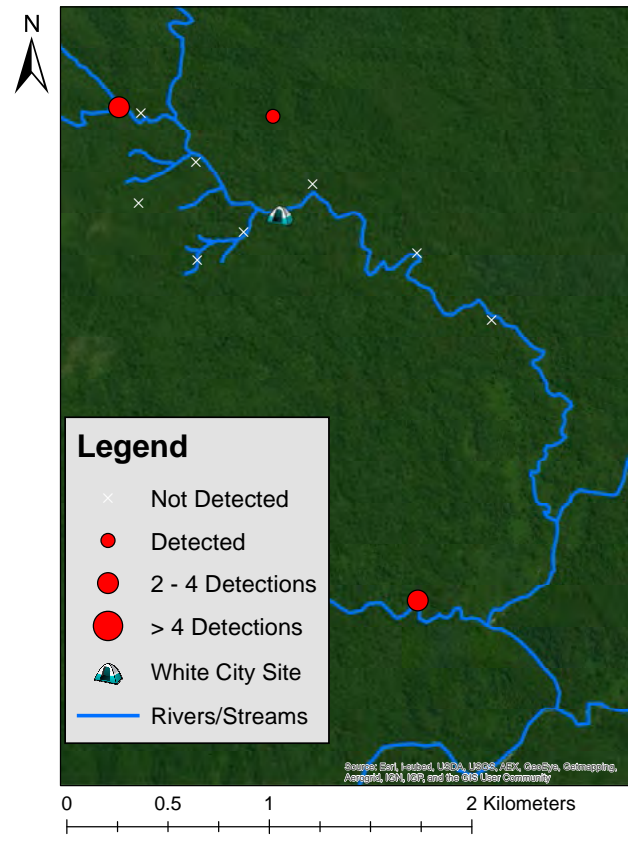 N
Legend
Not Detected
Detected
2 - 4 Detections
> 4 Detections
White City Site
Rivers/Streams
Source: Esri, i-cubed, USDA, USGS, AEX, GeoEye, Getmapping,
Aerogrid, IGN, IGP, and the GIS User Community
0 0.5 1 2 Kilometers